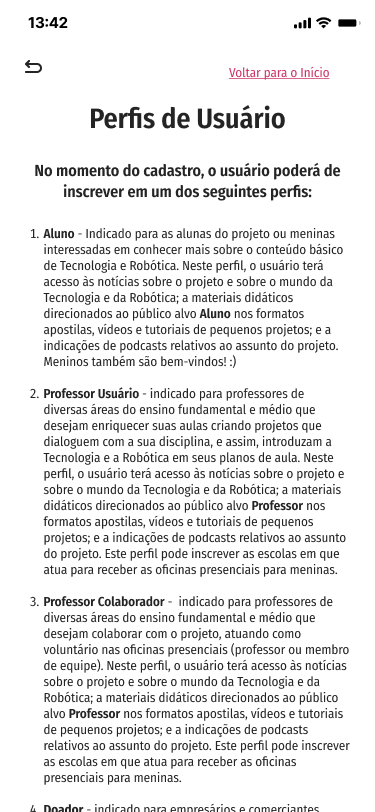 13:42
Voltar para o Início
Perfis de Usuário
No momento do cadastro, o usuário poderá de
inscrever em um dos seguintes perfis:
1. Aluno - Indicado para as alunas do projeto ou meninas
interessadas em conhecer mais sobre o conteúdo básico
de Tecnologia e Robótica. Neste perfil, o usuário terá
acesso às notícias sobre o projeto e sobre o mundo da
Tecnologia e da Robótica; a materiais didáticos
direcionados ao público alvo Aluno nos formatos
apostilas, vídeos e tutoriais de pequenos projetos; e a
indicações de podcasts relativos ao assunto do projeto.
Meninos também são bem-vindos! :)
2. Professor Usuário - indicado para professores de
diversas áreas do ensino fundamental e médio que
desejam enriquecer suas aulas criando projetos que
dialoguem com a sua disciplina, e assim, introduzam a
Tecnologia e a Robótica em seus planos de aula. Neste
perfil, o usuário terá acesso às notícias sobre o projeto e
sobre o mundo da Tecnologia e da Robótica; a materiais
didáticos direcionados ao público alvo Professor nos
formatos apostilas, vídeos e tutoriais de pequenos
projetos; e a indicações de podcasts relativos ao assunto
do projeto. Este perfil pode inscrever as escolas em que
atua para receber as oficinas presenciais para meninas.
3. Professor Colaborador - indicado para professores de
diversas áreas do ensino fundamental e médio que
desejam colaborar com o projeto, atuando como
voluntário nas oficinas presenciais (professor ou membro
de equipe). Neste perfil, o usuário terá acesso às notícias
sobre o projeto e sobre o mundo da Tecnologia e da
Robótica; a materiais didáticos direcionados ao público
alvo Professor nos formatos apostilas, vídeos e tutoriais
de pequenos projetos; e a indicações de podcasts
relativos ao assunto do projeto. Este perfil pode inscrever
as escolas em que atua para receber as oficinas
presenciais para meninas.
4. Doador - indicado para empresários e comerciantes